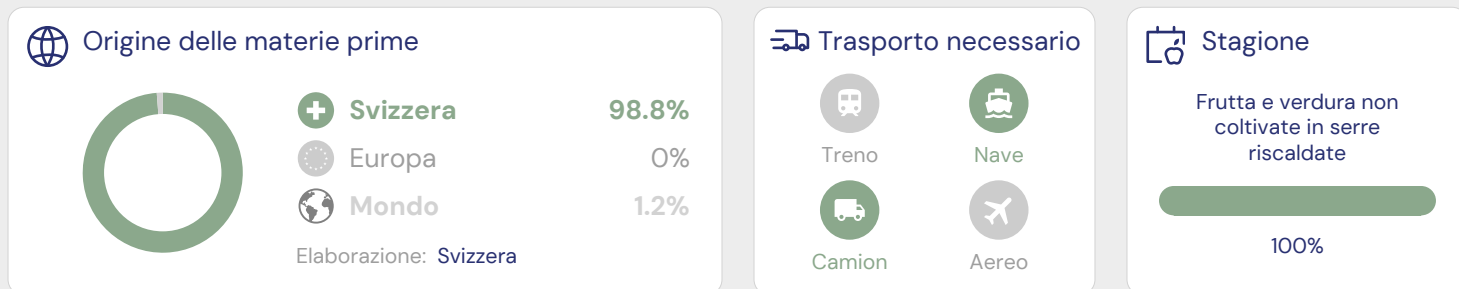 Origine delle materie prime
Svizzera 98.8%
Europa 0%
Mondo 1.2%
Elaborazione: Svizzera
Trasporto necessario
Treno
Nave
Camion
Aereo
Stagione
Frutta e verdura non
coltivate in serre
riscaldate
100%